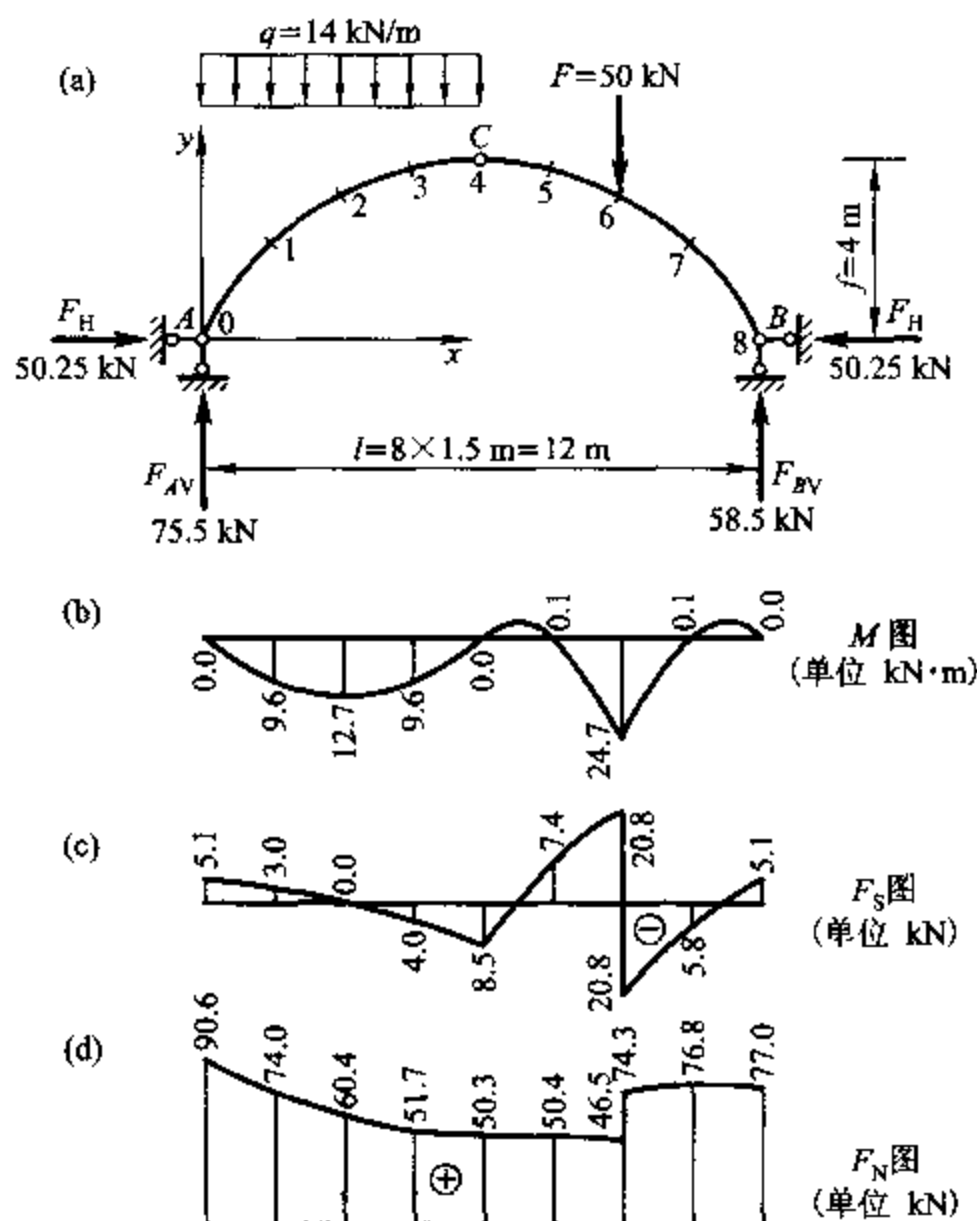 (a)
q=14 kN/m
F=50 kN
y
C
1
2
3
4
5
6
7
f=4 m
F_H
A
0
x
8
B
F_H
50.25 kN
50.25 kN
l=8×1.5 m=12 m
F_AV
F_BV
75.5 kN
58.5 kN
(b)
0.0
9.6
12.7
9.6
0.0
0.1
24.7
0.1
0.0
M 图
(单位 kN·m)
(c)
5.1
3.0
0.0
4.0
8.5
7.4
20.8
20.8
5.8
5.1
F_S图
(单位 kN)
(d)
90.6
74.0
60.4
51.7
50.3
50.4
46.5
74.3
76.8
77.0
F_N图
(单位 kN)